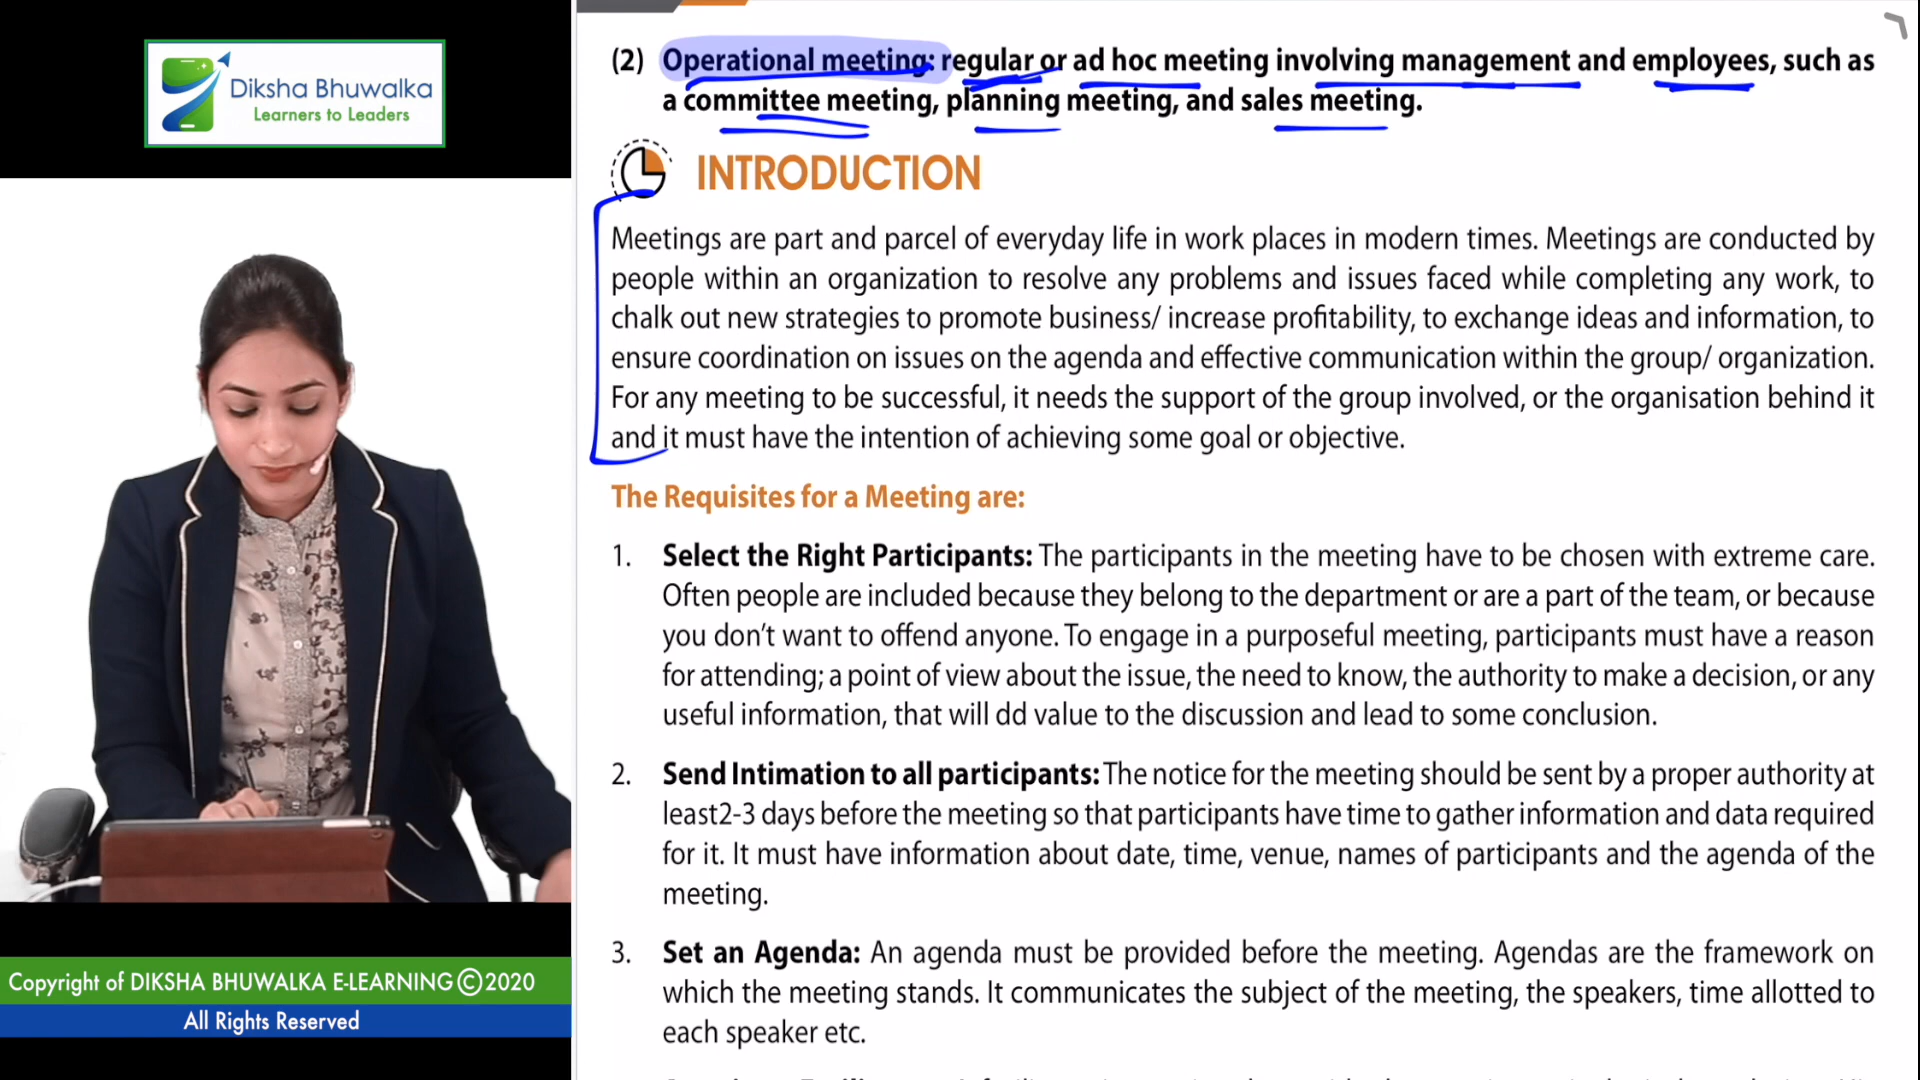 Diksha Bhuwalka
Learners to Leaders
(2) Operational meeting: regular or ad hoc meeting involving management and employees, such as
a committee meeting, planning meeting, and sales meeting.
INTRODUCTION
Meetings are part and parcel of everyday life in work places in modern times. Meetings are conducted by
people within an organization to resolve any problems and issues faced while completing any work, to
chalk out new strategies to promote business/ increase profitability, to exchange ideas and information, to
ensure coordination on issues on the agenda and effective communication within the group/ organization.
For any meeting to be successful, it needs the support of the group involved, or the organisation behind it
and it must have the intention of achieving some goal or objective.
The Requisites for a Meeting are:
1. Select the Right Participants: The participants in the meeting have to be chosen with extreme care.
Often people are included because they belong to the department or are a part of the team, or because
you don't want to offend anyone. To engage in a purposeful meeting, participants must have a reason
for attending; a point of view about the issue, the need to know, the authority to make a decision, or any
useful information, that will dd value to the discussion and lead to some conclusion.
2. Send Intimation to all participants: The notice for the meeting should be sent by a proper authority at
least2-3 days before the meeting so that participants have time to gather information and data required
for it. It must have information about date, time, venue, names of participants and the agenda of the
meeting.
3. Set an Agenda: An agenda must be provided before the meeting. Agendas are the framework on
which the meeting stands. It communicates the subject of the meeting, the speakers, time allotted to
each speaker etc.
Copyright of DIKSHA BHUWALKA E-LEARNING©2020
All Rights Reserved